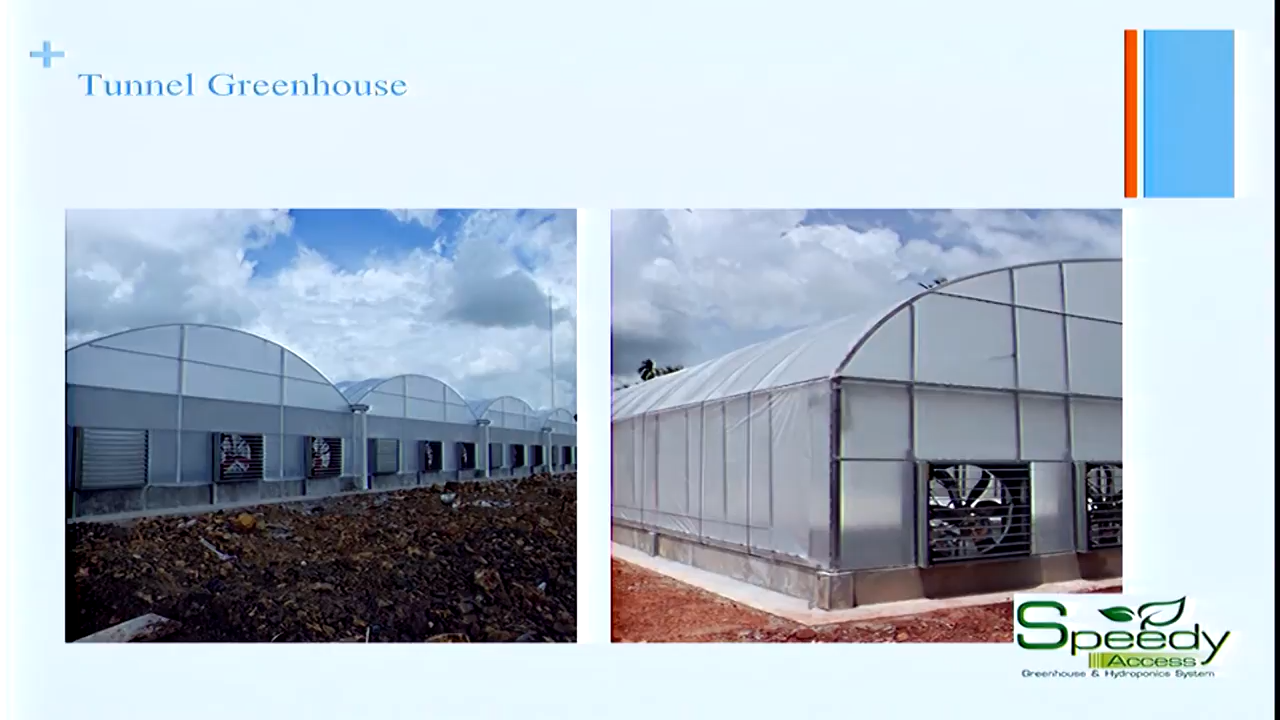 +
Tunnel Greenhouse
Speedy
Access
Greenhouse & Hydroponics System